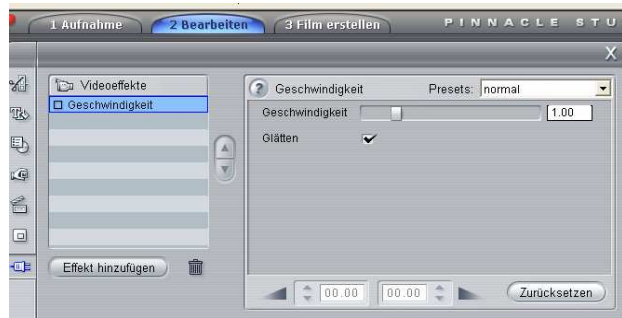 1 Aufnahme 2 Bearbeiten 3 Film erstellen PINNACLE STU
X
Videoeffekte
Geschwindigkeit
Effekt hinzufügen
? Geschwindigkeit Presets: normal
Geschwindigkeit 1.00
Glätten
00.00 00.00 Zurücksetzen